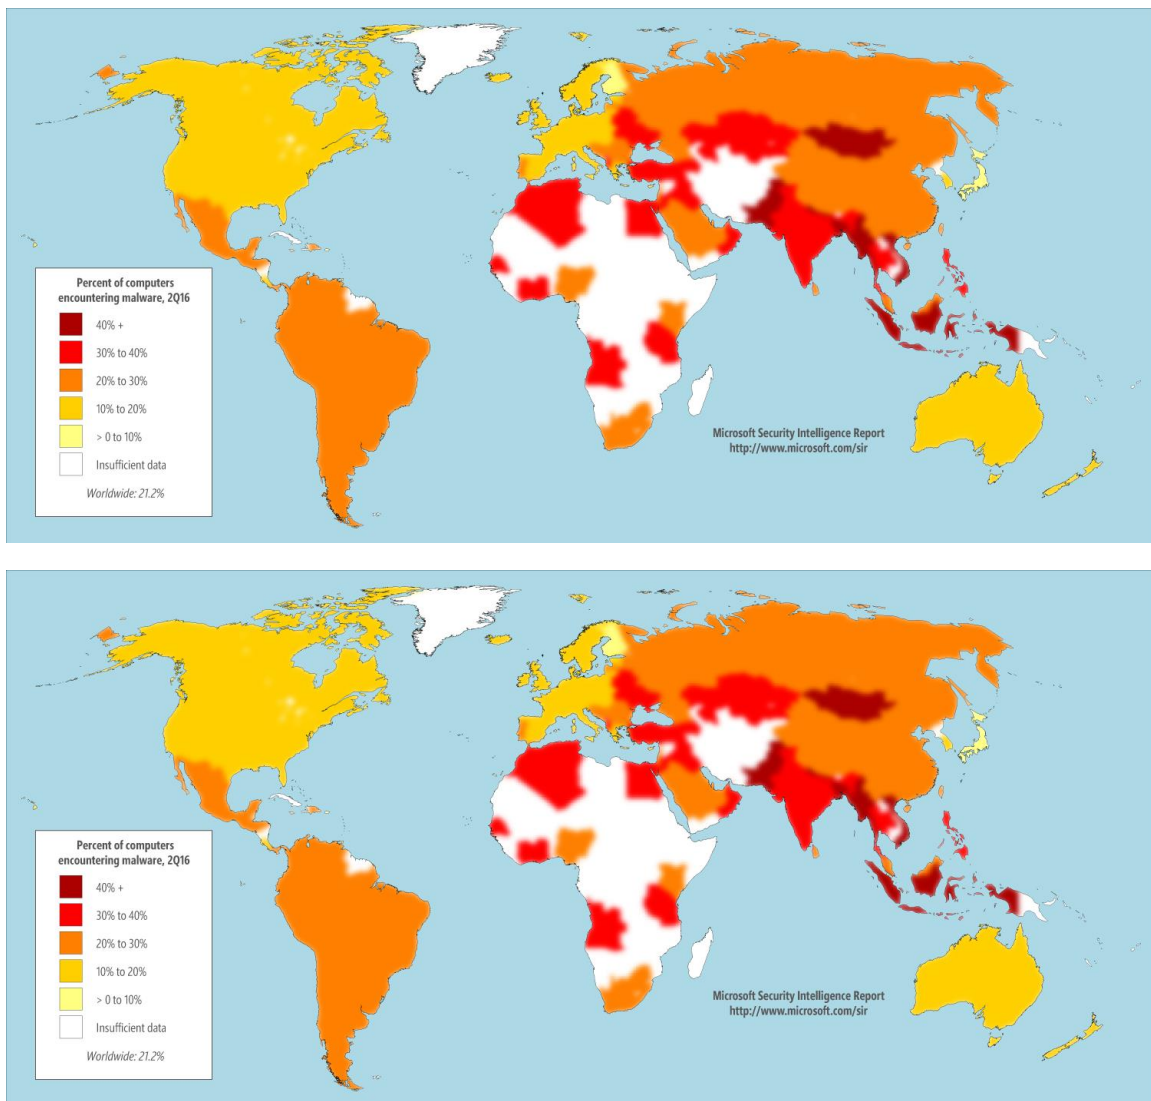 Percent of computers
encountering malware, 2Q16
40% +
30% to 40%
20% to 30%
10% to 20%
> 0 to 10%
Insufficient data
Worldwide: 21.2%
Microsoft Security Intelligence Report
http://www.microsoft.com/sir
Percent of computers
encountering malware, 2Q16
40% +
30% to 40%
20% to 30%
10% to 20%
> 0 to 10%
Insufficient data
Worldwide: 21.2%
Microsoft Security Intelligence Report
http://www.microsoft.com/sir